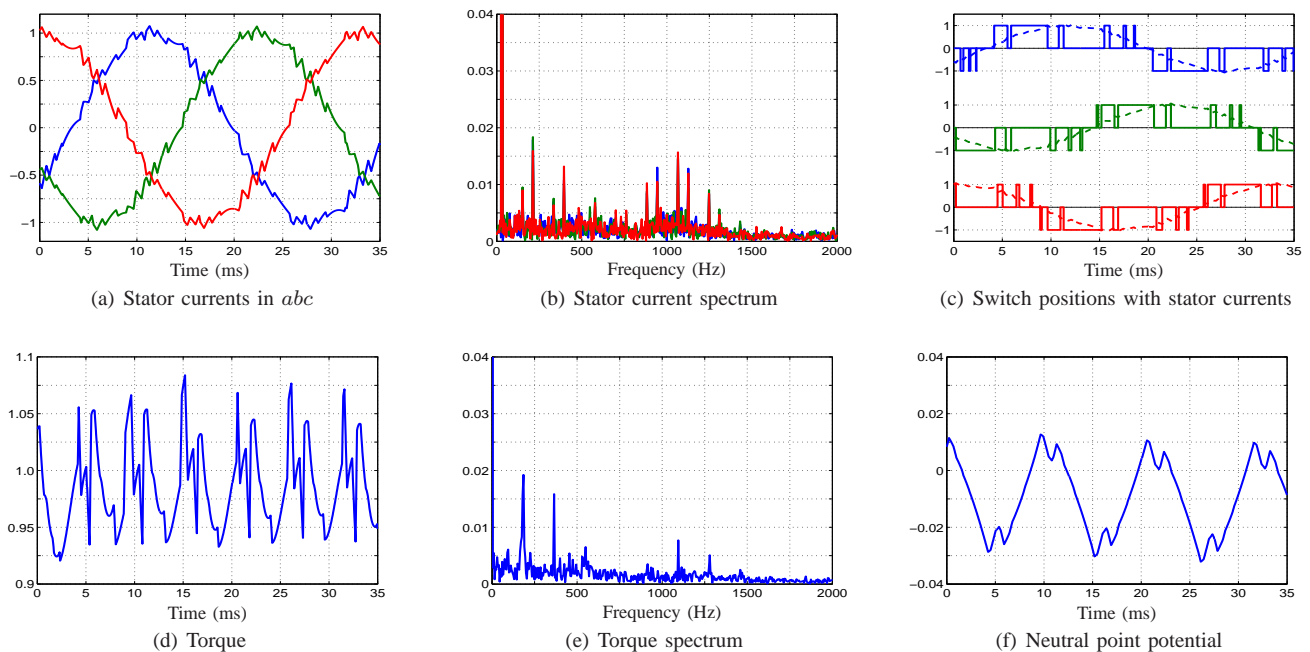 1
0.5
0
−0.5
−1
0 5 10 15 20 25 30 35
Time (ms)
(a) Stator currents in abc
0.04
0.03
0.02
0.01
0
0 500 1000 1500 2000
Frequency (Hz)
(b) Stator current spectrum
1
0
−1
1
0
−1
1
0
−1
0 5 10 15 20 25 30 35
Time (ms)
(c) Switch positions with stator currents
1.1
1.05
1.0
0.95
0.9
0 5 10 15 20 25 30 35
Time (ms)
(d) Torque
0.04
0.03
0.02
0.01
0
0 500 1000 1500 2000
Frequency (Hz)
(e) Torque spectrum
0.04
0.02
0
−0.02
−0.04
0 5 10 15 20 25 30 35
Time (ms)
(f) Neutral point potential